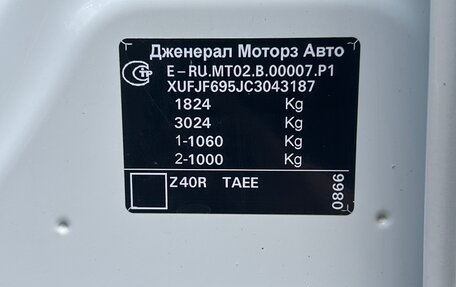 Дженерал Моторз Авто
E-RU.MT02.B.00007.P1
XUFJF695JC3043187
1824 Kg
3024 Kg
1-1060 Kg
2-1000 Kg
Z40R TAEE
0866